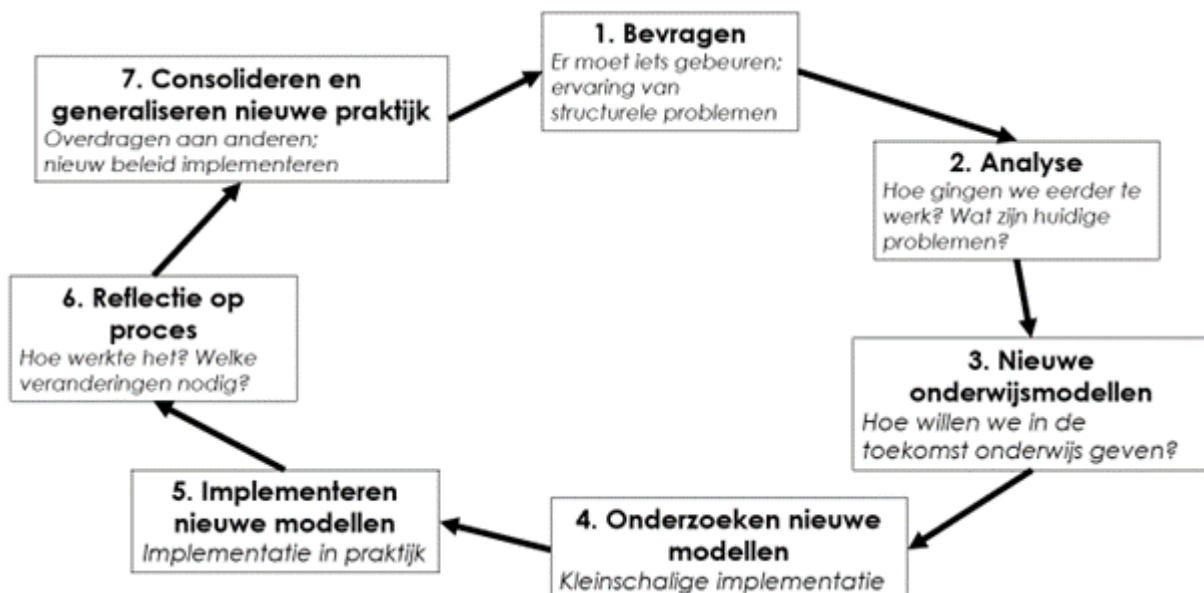 1. Bevragen
Er moet iets gebeuren;
ervaring van
structurele problemen
2. Analyse
Hoe gingen we eerder te
werk? Wat zijn huidige
problemen?
3. Nieuwe
onderwijsmodellen
Hoe willen we in de
toekomst onderwijs geven?
4. Onderzoeken nieuwe
modellen
Kleinschalige implementatie
5. Implementeren
nieuwe modellen
Implementatie in praktijk
6. Reflectie op
proces
Hoe werkte het? Welke
veranderingen nodig?
7. Consolideren en
generaliseren nieuwe praktijk
Overdragen aan anderen;
nieuw beleid implementeren